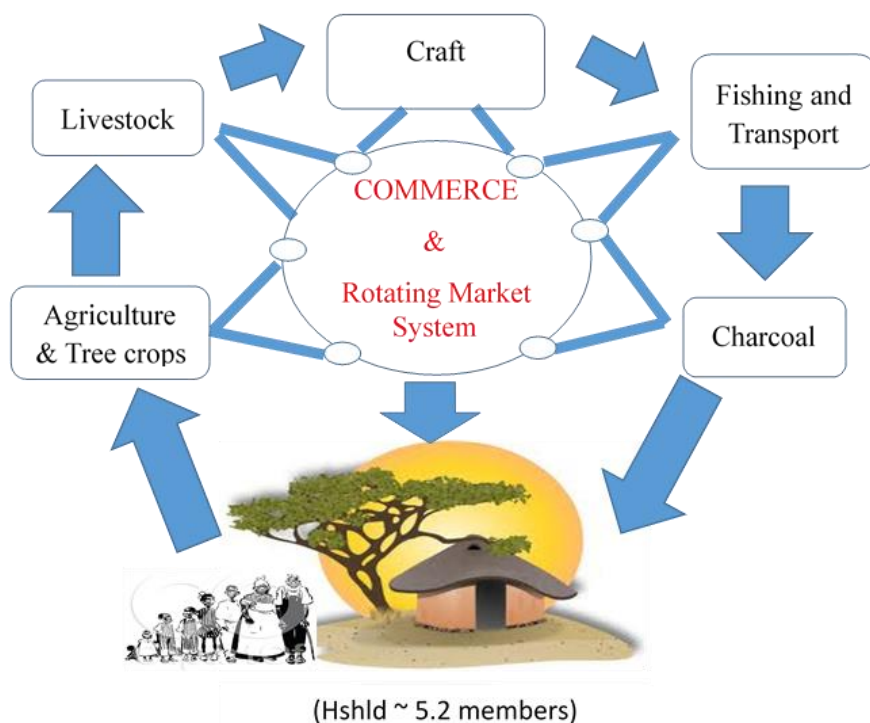 Craft
Livestock
Fishing and
Transport
COMMERCE
&
Rotating Market
System
Agriculture
& Tree crops
Charcoal
(Hshld ~ 5.2 members)